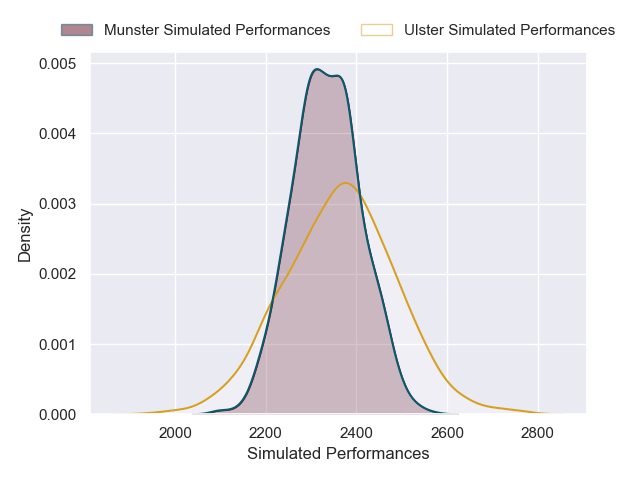 Munster Simulated Performances
Ulster Simulated Performances
Density
0.005
0.004
0.003
0.002
0.001
0.000
2000
2200
2400
2600
2800
Simulated Performances